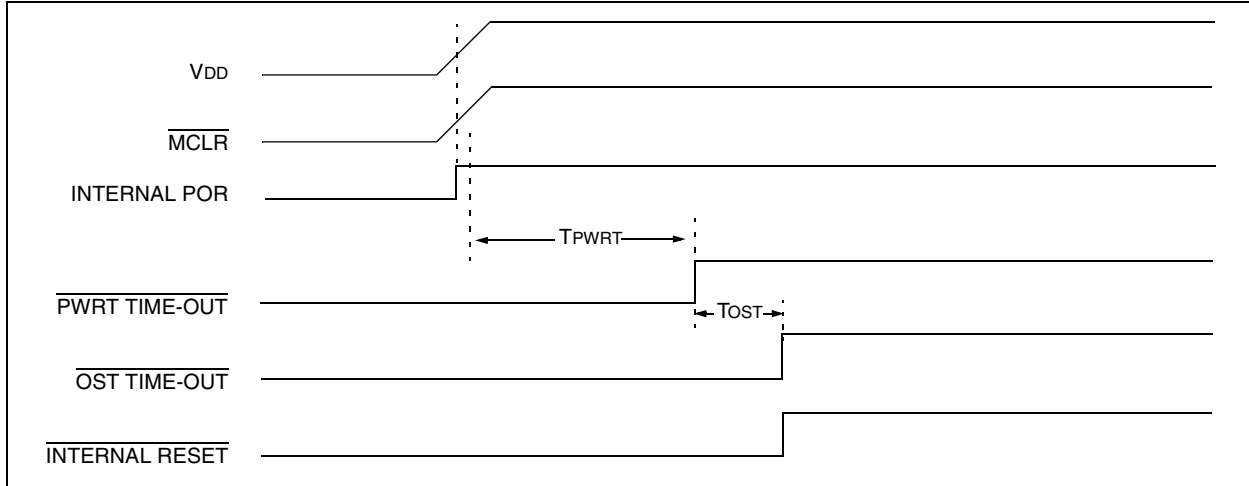 VDD
MCLR
INTERNAL POR
TPWRT
PWRT TIME-OUT
TOST
OST TIME-OUT
INTERNAL RESET